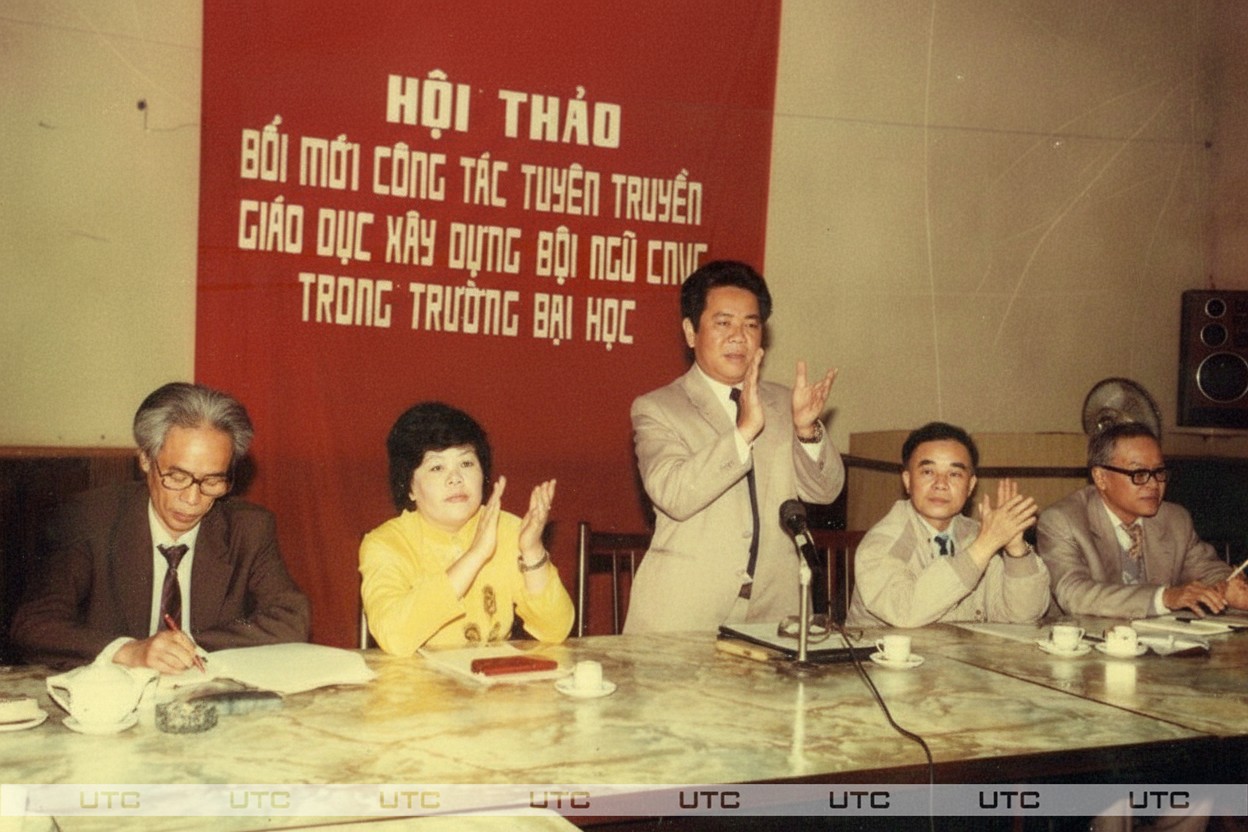 HỘI THẢO
ĐỔI MỚI CÔNG TÁC TUYÊN TRUYỀN
GIÁO DỤC XÂY DỰNG ĐỘI NGŨ CNVC
TRONG TRƯỜNG ĐẠI HỌC
UTC UTC UTC UTC UTC UTC UTC UTC